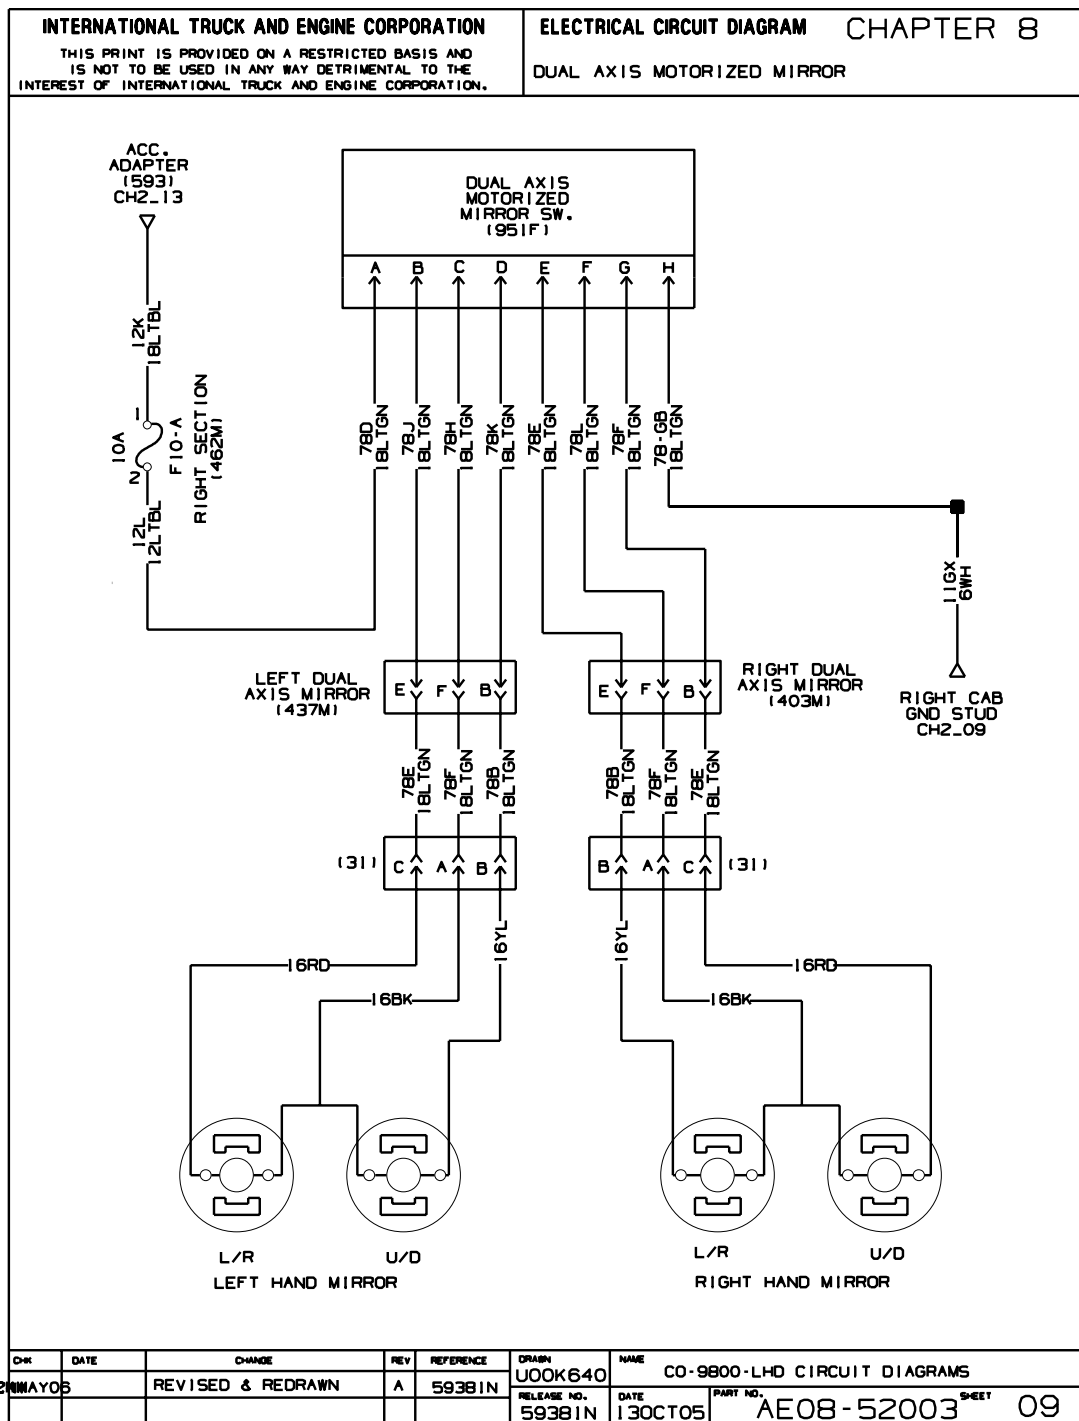 INTERNATIONAL TRUCK AND ENGINE CORPORATION
THIS PRINT IS PROVIDED ON A RESTRICTED BASIS AND
IS NOT TO BE USED IN ANY WAY DETRIMENTAL TO THE
INTEREST OF INTERNATIONAL TRUCK AND ENGINE CORPORATION.
ELECTRICAL CIRCUIT DIAGRAM CHAPTER 8
DUAL AXIS MOTORIZED MIRROR
ACC.
ADAPTER
(593)
CH2_13
DUAL AXIS
MOTORIZED
MIRROR SW.
(951F)
A B C D E F G H
12K
18LTBL
1
10A
2
F10-A
RIGHT SECTION
(462M)
12L
12LTBL
78D
18LTGN
78J
18LTGN
78H
18LTGN
78K
18LTGN
78E
18LTGN
78L
18LTGN
78F
18LTGN
78-GB
18LTGN
11GX
6WH
RIGHT CAB
GND STUD
CH2_09
LEFT DUAL
AXIS MIRROR
(437M)
E F B
E F B
RIGHT DUAL
AXIS MIRROR
(403M)
78E
18LTGN
78F
18LTGN
78B
18LTGN
78B
18LTGN
78F
18LTGN
78E
18LTGN
(31)
C A B
B A C
(31)
16YL
16YL
16RD
16RD
16BK
16BK
L/R
U/D
L/R
U/D
LEFT HAND MIRROR
RIGHT HAND MIRROR
CHK DATE CHANGE REV REFERENCE
MAY06 REVISED & REDRAWN A 59381N
DRAWN
U00K640
NAME
CO-9800-LHD CIRCUIT DIAGRAMS
RELEASE NO.
59381N
DATE
13OCT05
PART NO.
AE08-52003
SHEET
09